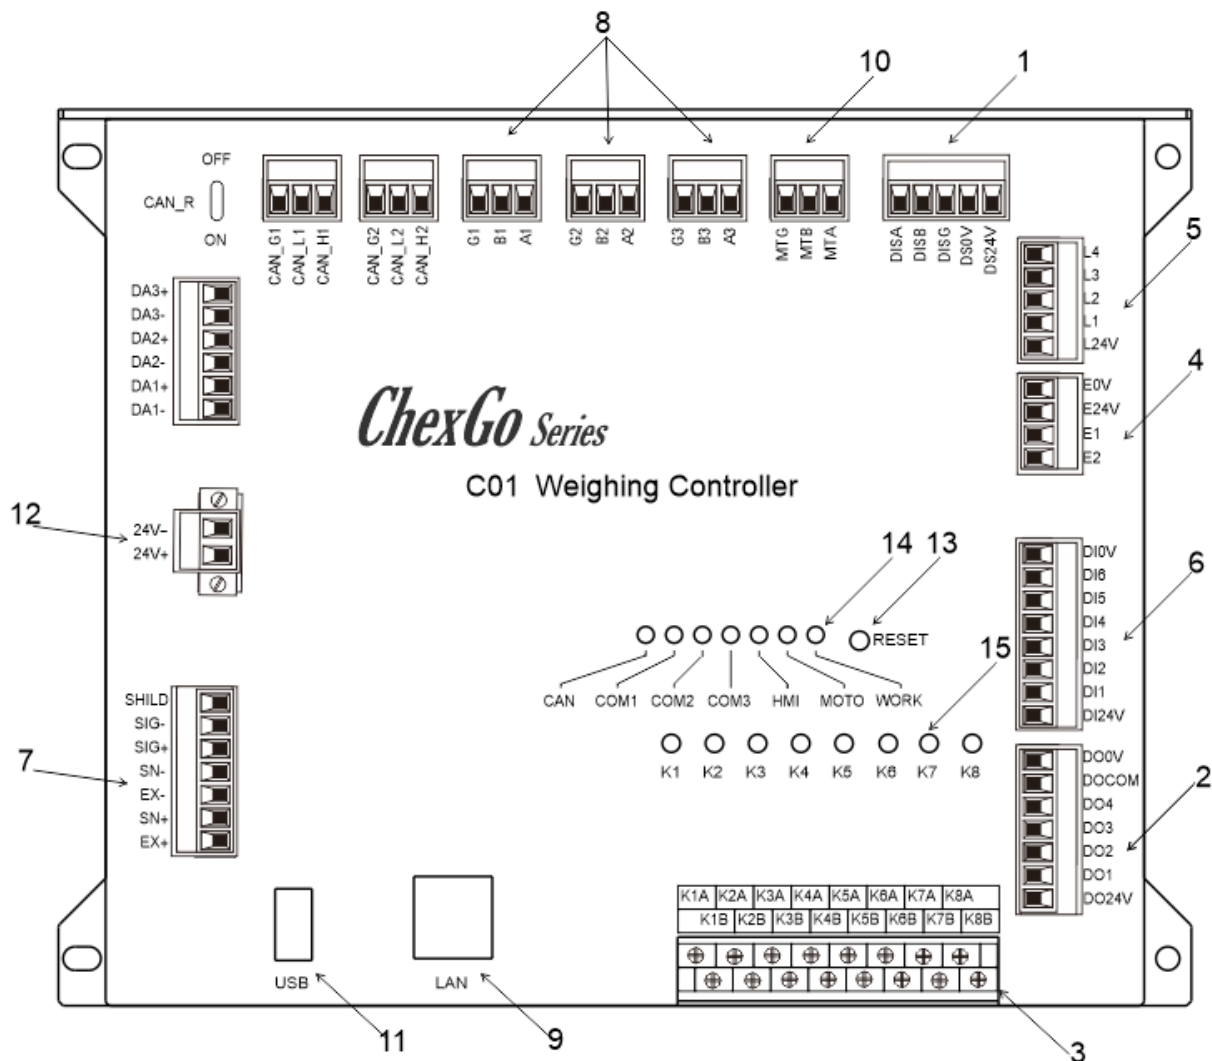 8
10
1
OFF
CAN_R
ON
CAN_G1 CAN_L1 CAN_H1
CAN_G2 CAN_L2 CAN_H2
G1 B1 A1
G2 B2 A2
G3 B3 A3
MTG MTB MTA
DISA DISB DISG DS0V DS24V
5
L4
L3
L2
L1
L24V
DA3+
DA3-
DA2+
DA2-
DA1+
DA1-
4
E0V
E24V
E1
E2
ChexGo Series
C01 Weighing Controller
12
24V-
24V+
14
13
6
DI0V
DI6
DI5
DI4
DI3
DI2
DI1
DI24V
RESET
15
CAN COM1 COM2 COM3 HMI MOTO WORK
K1 K2 K3 K4 K5 K6 K7 K8
7
SHILD
SIG-
SIG+
SN-
EX-
SN+
EX+
2
DO0V
DOCOM
DO4
DO3
DO2
DO1
DO24V
K1A K2A K3A K4A K5A K6A K7A K8A
K1B K2B K3B K4B K5B K6B K7B K8B
USB
LAN
11
9
3